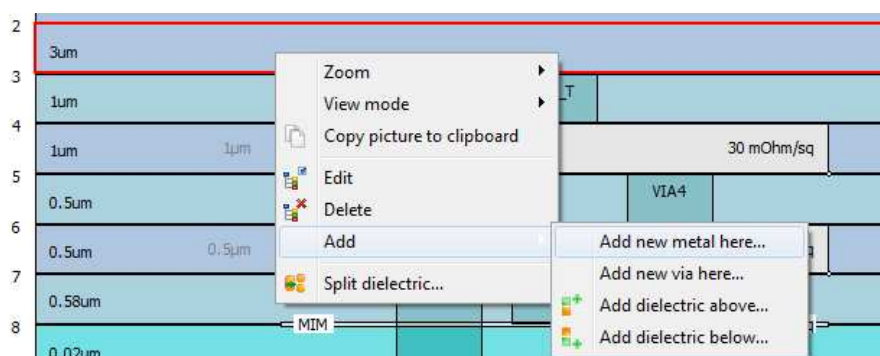 2
3um
Zoom
3
1um
View mode
_T
Copy picture to clipboard
4
1um
1µm
30 mOhm/sq
5
Edit
0.5um
VIA4
Delete
6
Add
Add new metal here...
0.5um
0.5µm
7
Split dielectric...
Add new via here...
0.58um
Add dielectric above...
8
MIM
Add dielectric below...
0.02um